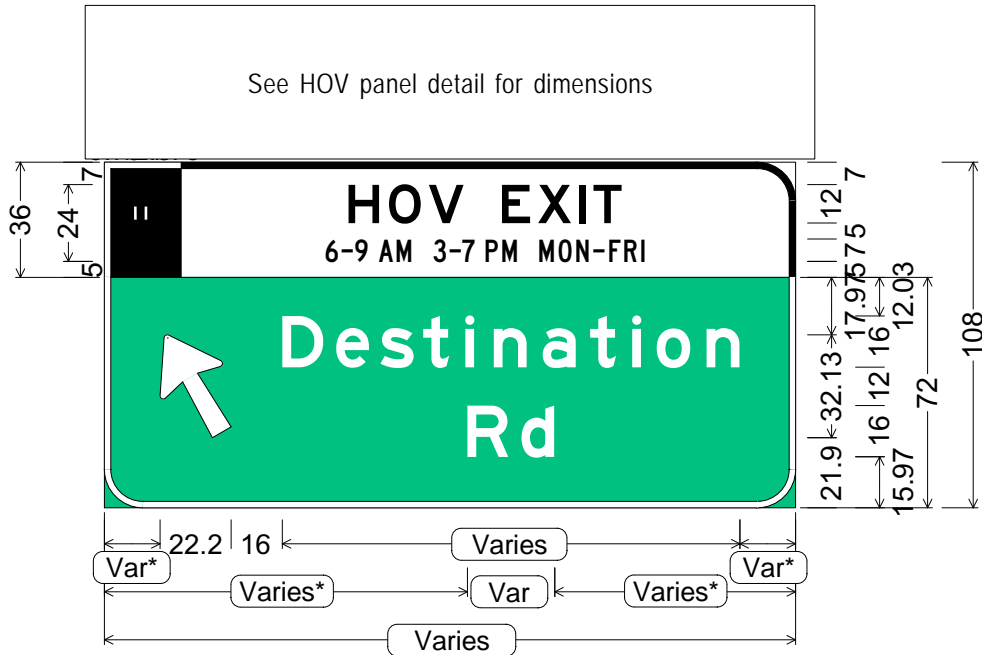 See HOV panel detail for dimensions
HOV EXIT
6-9 AM 3-7 PM MON-FRI
Destination
Rd
36
7
24
5
7
12
5
7
5
17.97
32.13
21.9
12.03
16
12
16
15.97
72
108
22.2 16 Varies
Var* Var*
Varies* Var Varies*
Varies